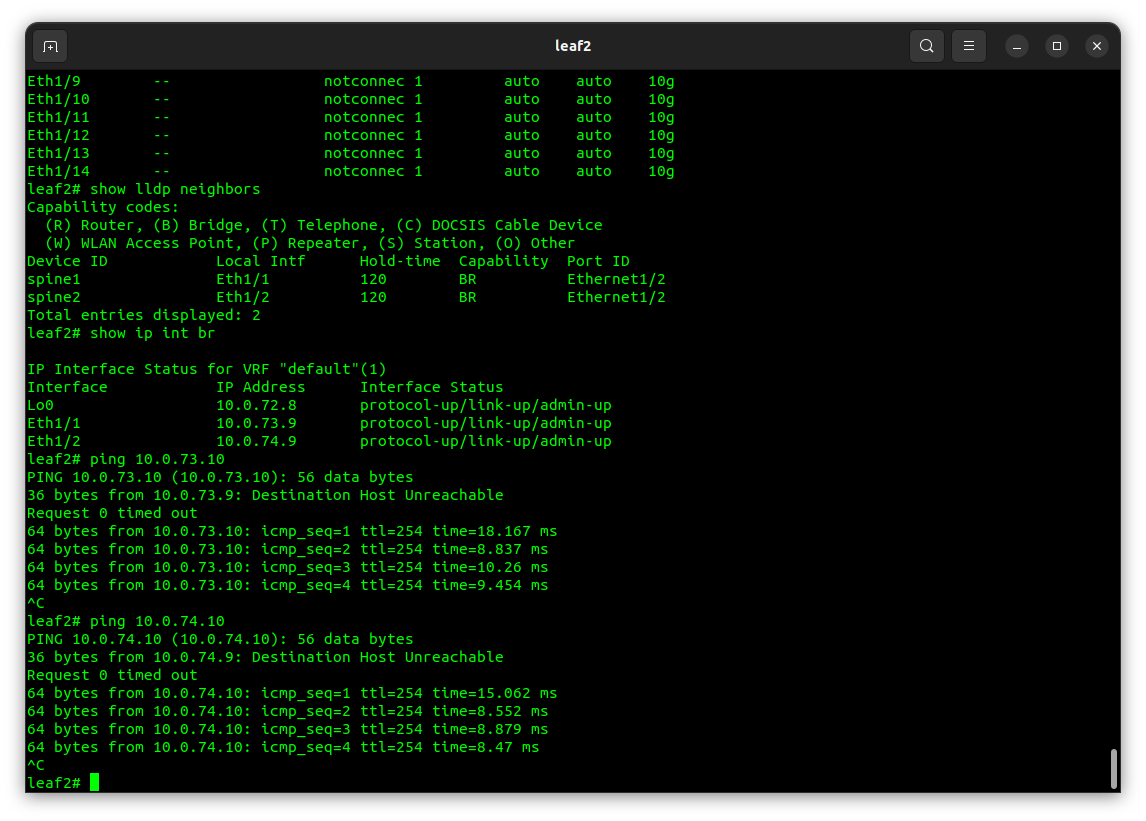 leaf2
Eth1/9        --                 notconnec 1         auto    auto    10g
Eth1/10       --                 notconnec 1         auto    auto    10g
Eth1/11       --                 notconnec 1         auto    auto    10g
Eth1/12       --                 notconnec 1         auto    auto    10g
Eth1/13       --                 notconnec 1         auto    auto    10g
Eth1/14       --                 notconnec 1         auto    auto    10g
leaf2# show lldp neighbors
Capability codes:
  (R) Router, (B) Bridge, (T) Telephone, (C) DOCSIS Cable Device
  (W) WLAN Access Point, (P) Repeater, (S) Station, (O) Other
Device ID            Local Intf      Hold-time  Capability  Port ID
spine1               Eth1/1          120        BR          Ethernet1/2
spine2               Eth1/2          120        BR          Ethernet1/2
Total entries displayed: 2
leaf2# show ip int br

IP Interface Status for VRF "default"(1)
Interface            IP Address      Interface Status
Lo0                  10.0.72.8       protocol-up/link-up/admin-up
Eth1/1               10.0.73.9       protocol-up/link-up/admin-up
Eth1/2               10.0.74.9       protocol-up/link-up/admin-up
leaf2# ping 10.0.73.10
PING 10.0.73.10 (10.0.73.10): 56 data bytes
36 bytes from 10.0.73.9: Destination Host Unreachable
Request 0 timed out
64 bytes from 10.0.73.10: icmp_seq=1 ttl=254 time=18.167 ms
64 bytes from 10.0.73.10: icmp_seq=2 ttl=254 time=8.837 ms
64 bytes from 10.0.73.10: icmp_seq=3 ttl=254 time=10.26 ms
64 bytes from 10.0.73.10: icmp_seq=4 ttl=254 time=9.454 ms
^C
leaf2# ping 10.0.74.10
PING 10.0.74.10 (10.0.74.10): 56 data bytes
36 bytes from 10.0.74.9: Destination Host Unreachable
Request 0 timed out
64 bytes from 10.0.74.10: icmp_seq=1 ttl=254 time=15.062 ms
64 bytes from 10.0.74.10: icmp_seq=2 ttl=254 time=8.552 ms
64 bytes from 10.0.74.10: icmp_seq=3 ttl=254 time=8.879 ms
64 bytes from 10.0.74.10: icmp_seq=4 ttl=254 time=8.47 ms
^C
leaf2#